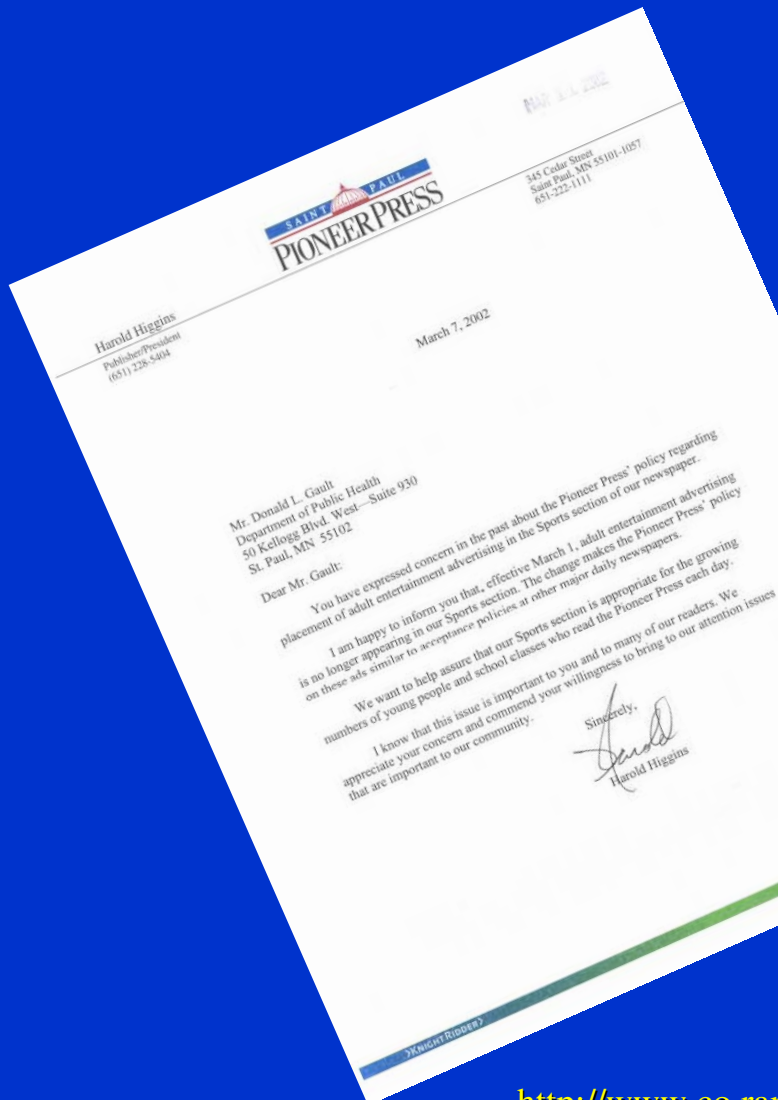 SAINT PAUL
PIONEER PRESS
345 Cedar Street
Saint Paul, MN 55101-1057
651-222-1111
Harold Higgins
Publisher/President
(651) 228-5404
March 7, 2002
Mr. Donald L. Gault
Department of Public Health
50 Kellogg Blvd. West—Suite 930
St. Paul, MN 55102
Dear Mr. Gault:
You have expressed concern in the past about the Pioneer Press' policy regarding
placement of adult entertainment advertising in the Sports section of our newspaper.
I am happy to inform you that, effective March 1, adult entertainment advertising
is no longer appearing in our Sports section. The change makes the Pioneer Press' policy
on these ads similar to acceptance policies at other major daily newspapers.
We want to help assure that our Sports section is appropriate for the growing
numbers of young people and school classes who read the Pioneer Press each day.
I know that this issue is important to you and to many of our readers. We
appreciate your concern and commend your willingness to bring to our attention issues
that are important to our community.
Sincerely,
Harold
Harold Higgins
>KNIGHT RIDDER>